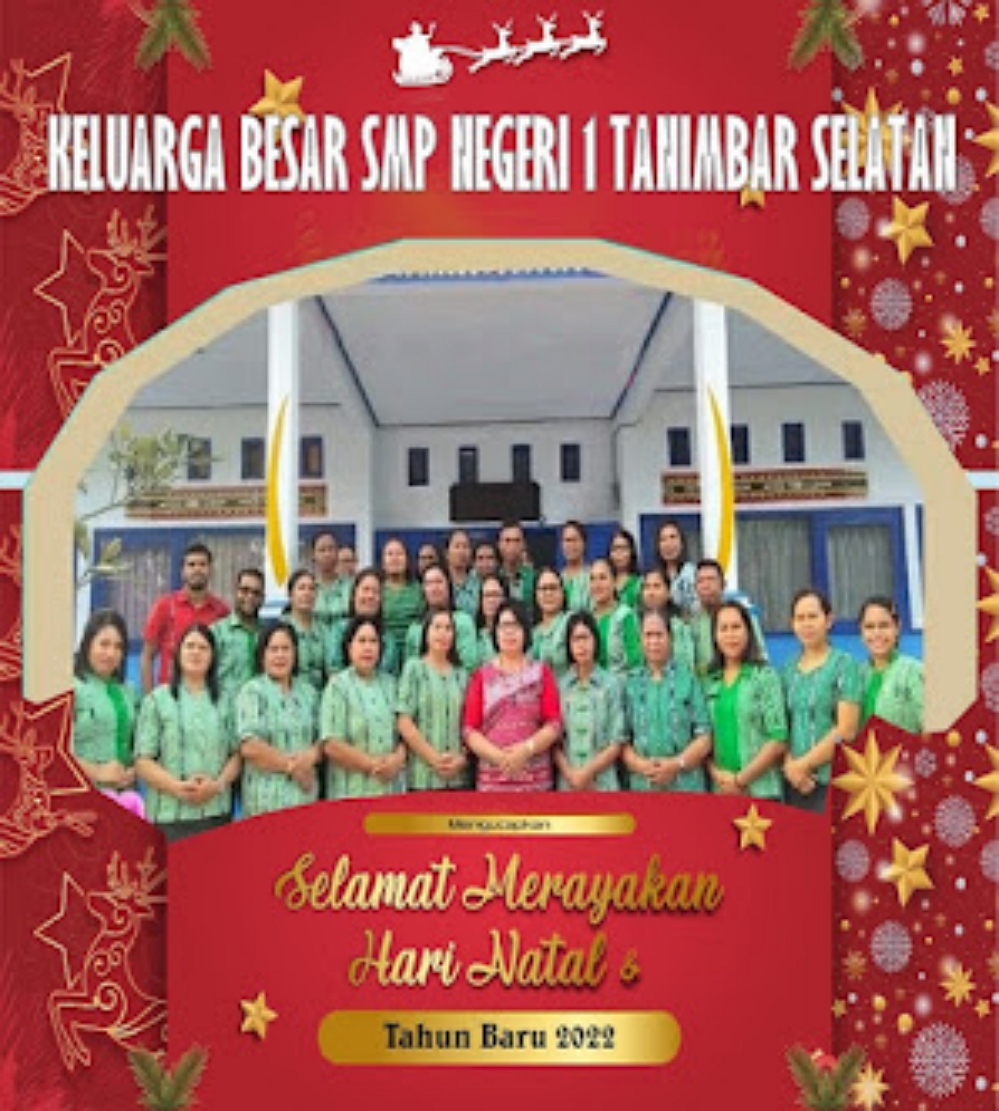 KELUARGA BESAR SMP NEGERI 1 TANIMBAR SELATAN
Mengucapkan
Selamat Merayakan
Hari Natal &
Tahun Baru 2022